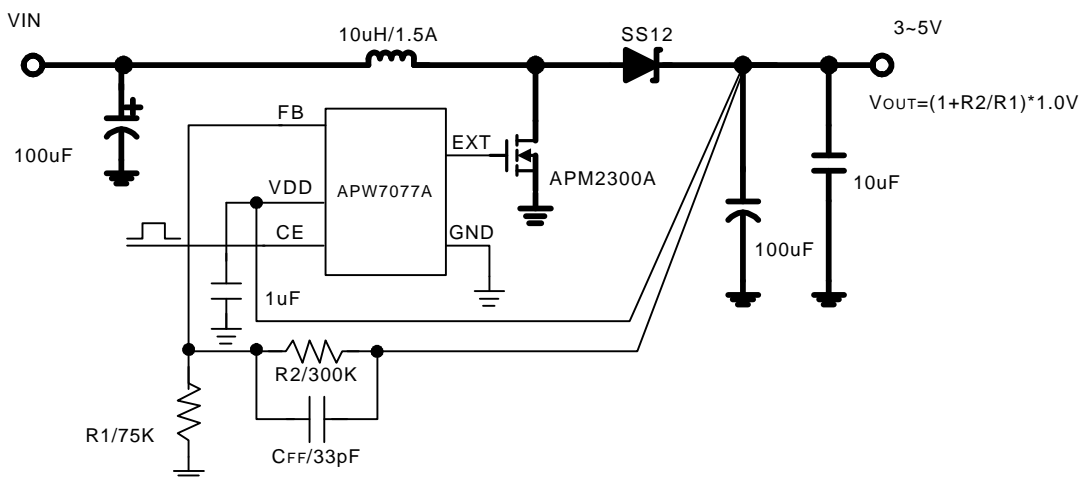 VIN
10uH/1.5A
SS12
3~5V
VOUT=(1+R2/R1)*1.0V
100uF
FB
EXT
APM2300A
10uF
VDD
APW7077A
CE
GND
100uF
1uF
R2/300K
R1/75K
CFF/33pF